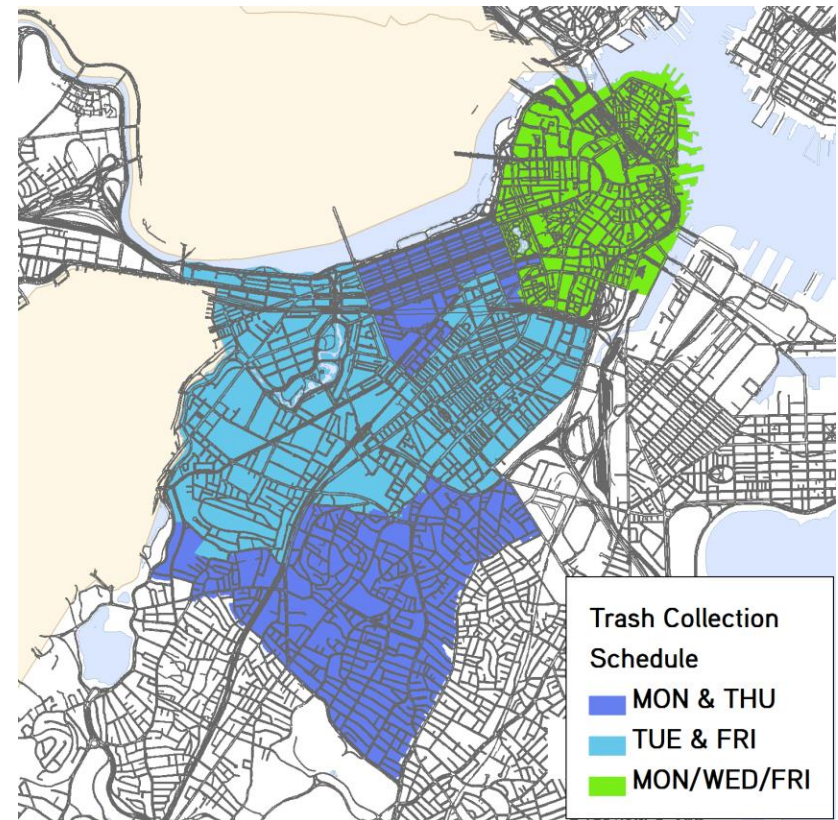 Trash Collection
Schedule
MON & THU
TUE & FRI
MON/WED/FRI